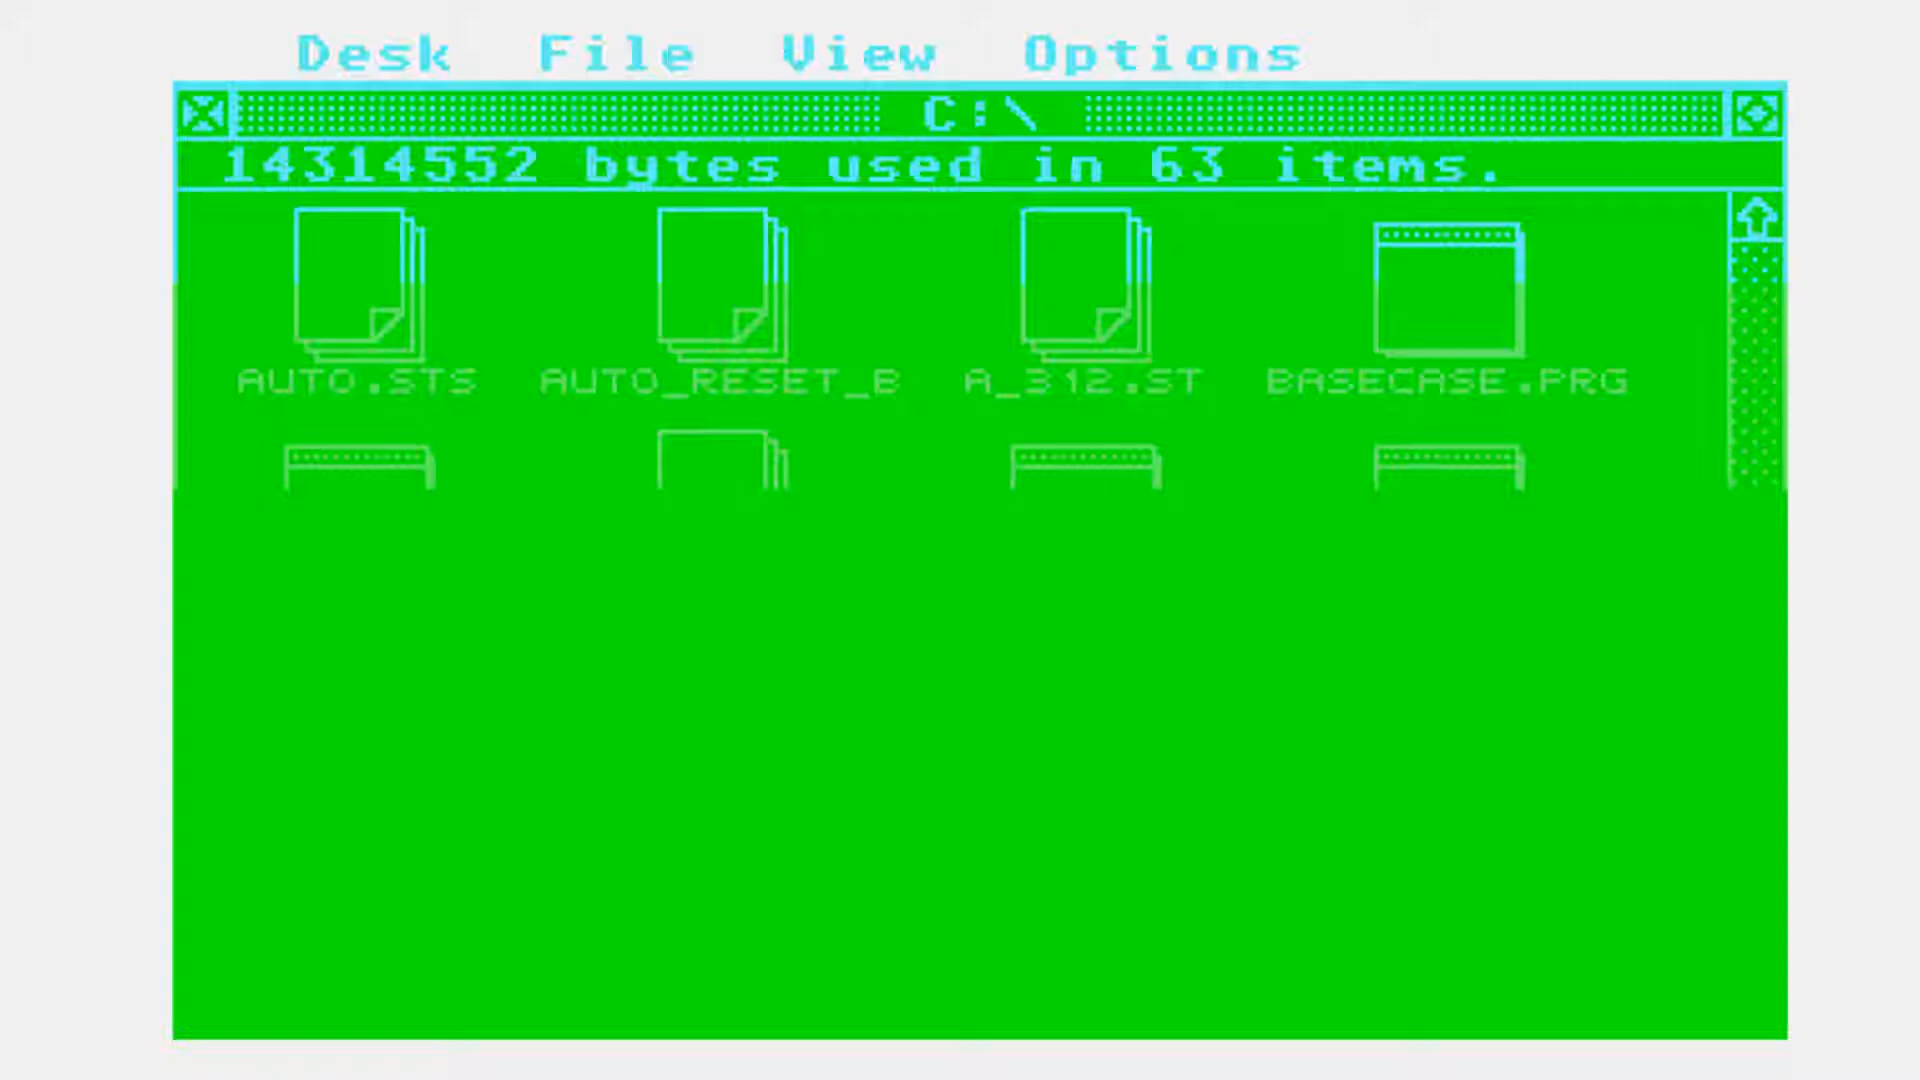 Desk File View Options
C:\
14314552 bytes used in 63 items.
AUTO.STS AUTO_RESET_B A_312.ST BASECASE.PRG